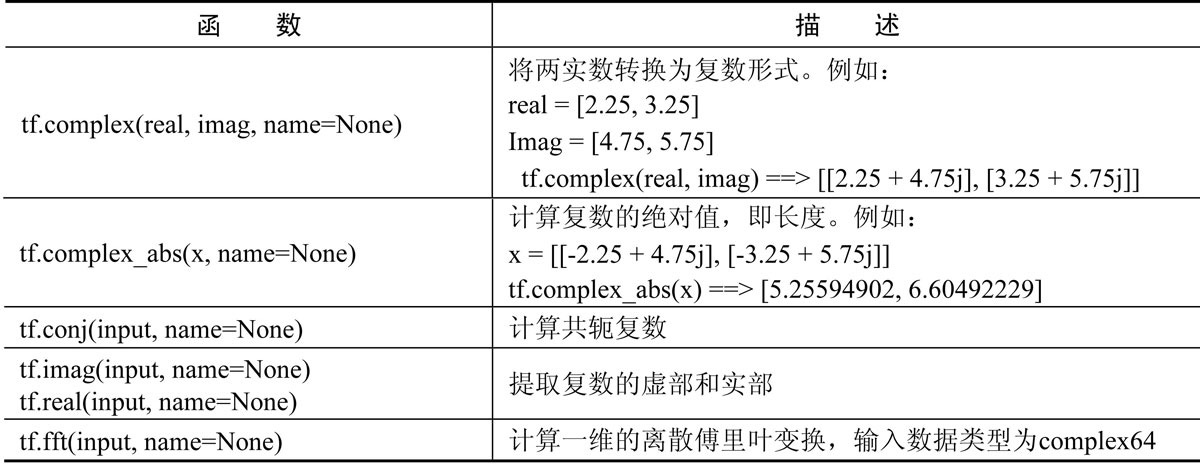 函 数
描 述
tf.complex(real, imag, name=None)
将两实数转换为复数形式。例如：
real = [2.25, 3.25]
Imag = [4.75, 5.75]
tf.complex(real, imag) ==> [[2.25 + 4.75j], [3.25 + 5.75j]]
tf.complex_abs(x, name=None)
计算复数的绝对值，即长度。例如：
x = [[-2.25 + 4.75j], [-3.25 + 5.75j]]
tf.complex_abs(x) ==> [5.25594902, 6.60492229]
tf.conj(input, name=None)
计算共轭复数
tf.imag(input, name=None)
tf.real(input, name=None)
提取复数的虚部和实部
tf.fft(input, name=None)
计算一维的离散傅里叶变换，输入数据类型为complex64